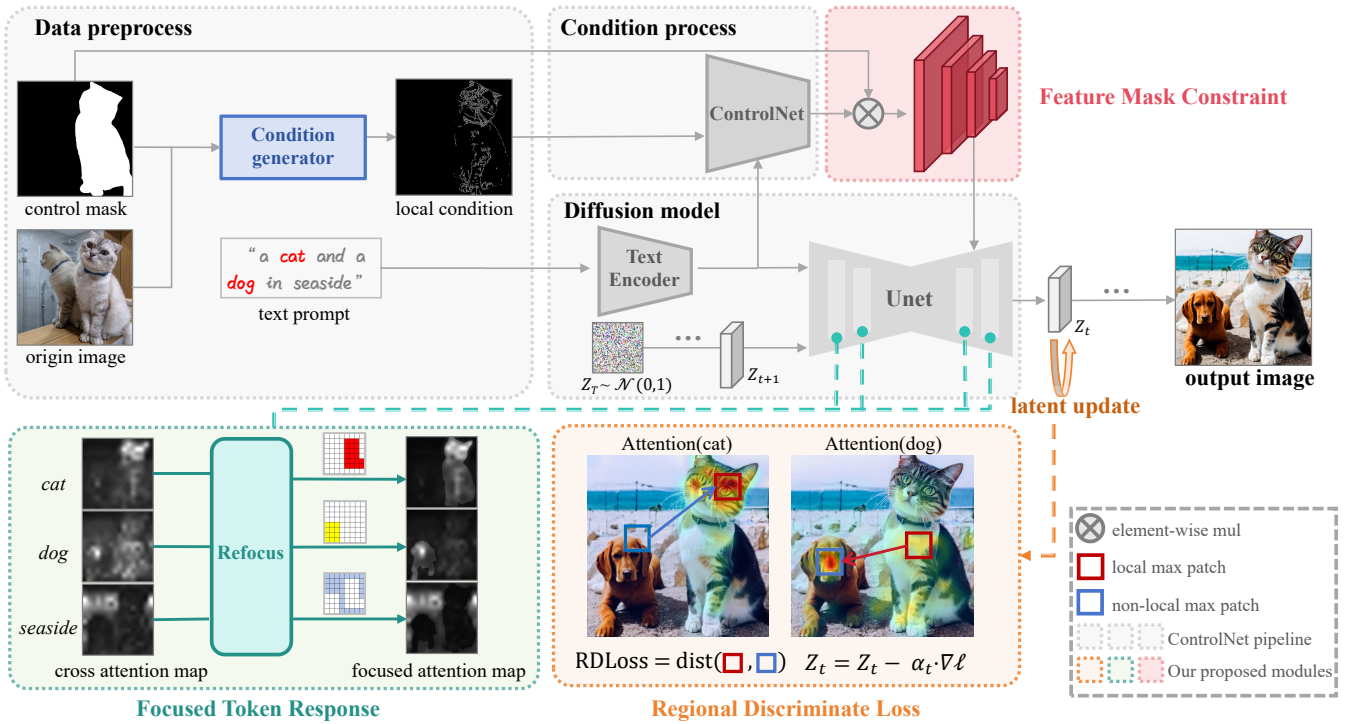 Data preprocess
control mask
origin image
Condition
generator
local condition
"a cat and a
dog in seaside"
text prompt
Condition process
ControlNet
Feature Mask Constraint
Diffusion model
Text
Encoder
Z_T ~ 𝒩(0,1)
...
Z_{t+1}
Unet
Z_t
...
output image
latent update
cat
dog
seaside
Refocus
cross attention map
focused attention map
Focused Token Response
Attention(cat)
Attention(dog)
RDLoss = dist( , )
Z_t = Z_t − α_t·∇ℓ
Regional Discriminate Loss
element-wise mul
local max patch
non-local max patch
ControlNet pipeline
Our proposed modules